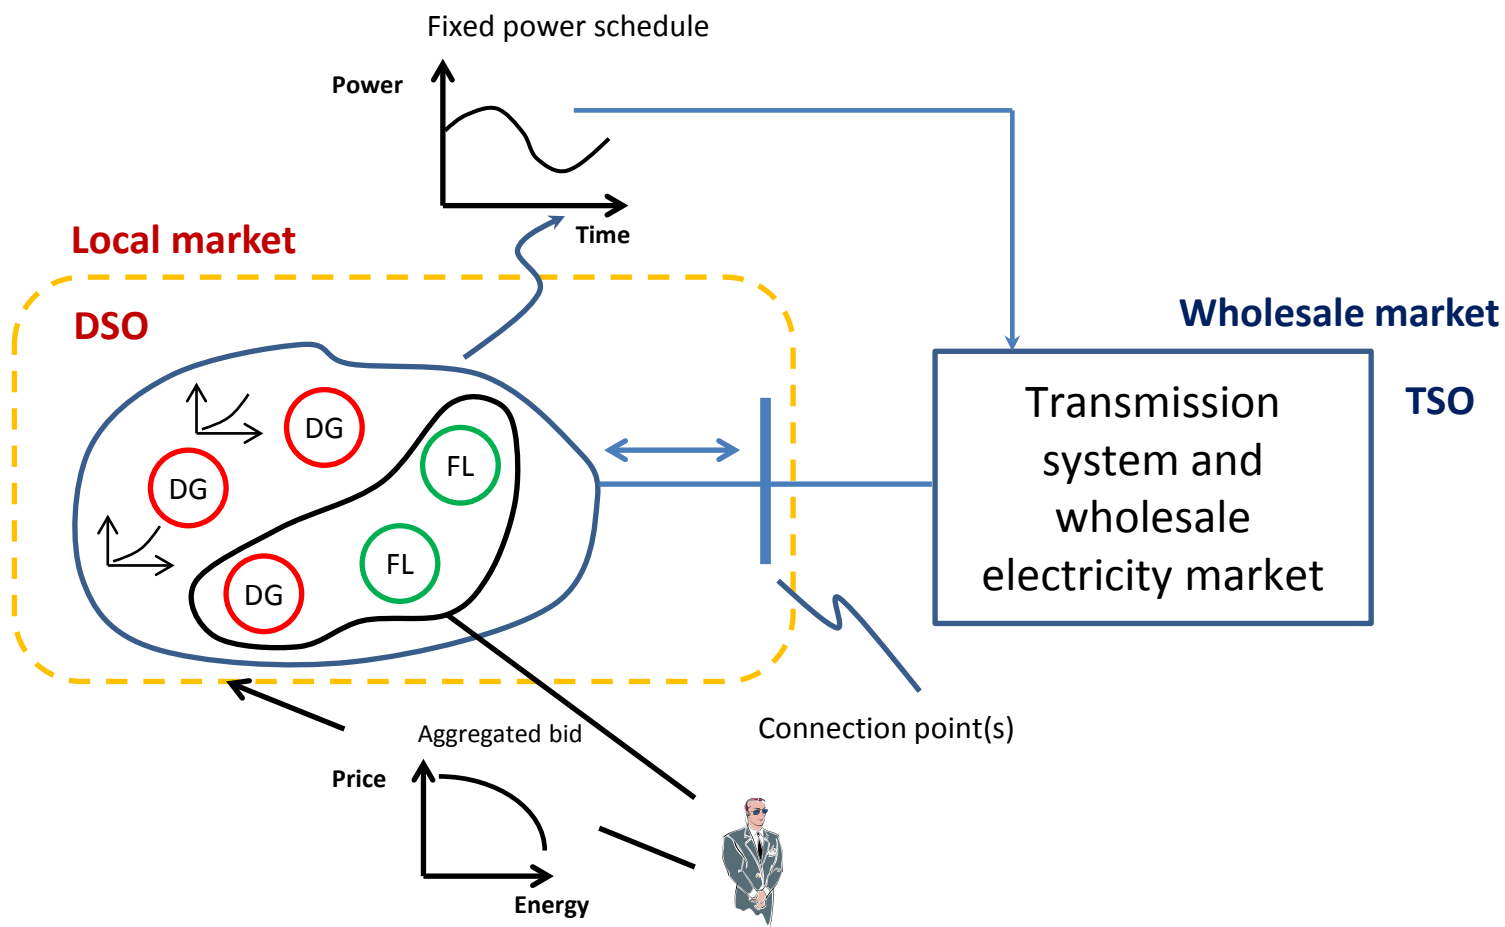 Fixed power schedule
Power
Time
Local market
DSO
Wholesale market
TSO
Transmission
system and
wholesale
electricity market
DG
FL
DG
FL
DG
Connection point(s)
Aggregated bid
Price
Energy